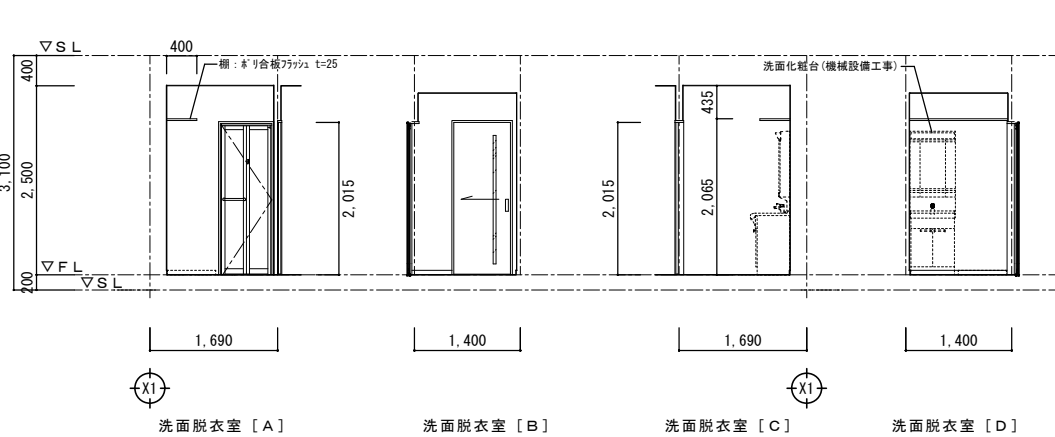 ▽SL
400
400
棚：ポリ合板フラッシュ t=25
洗面化粧台(機械設備工事)
435
3,100
2,500
2,015
2,015
2,065
▽FL
200
▽SL
1,690
1,400
1,690
1,400
X1
X1
洗面脱衣室［A］
洗面脱衣室［B］
洗面脱衣室［C］
洗面脱衣室［D］